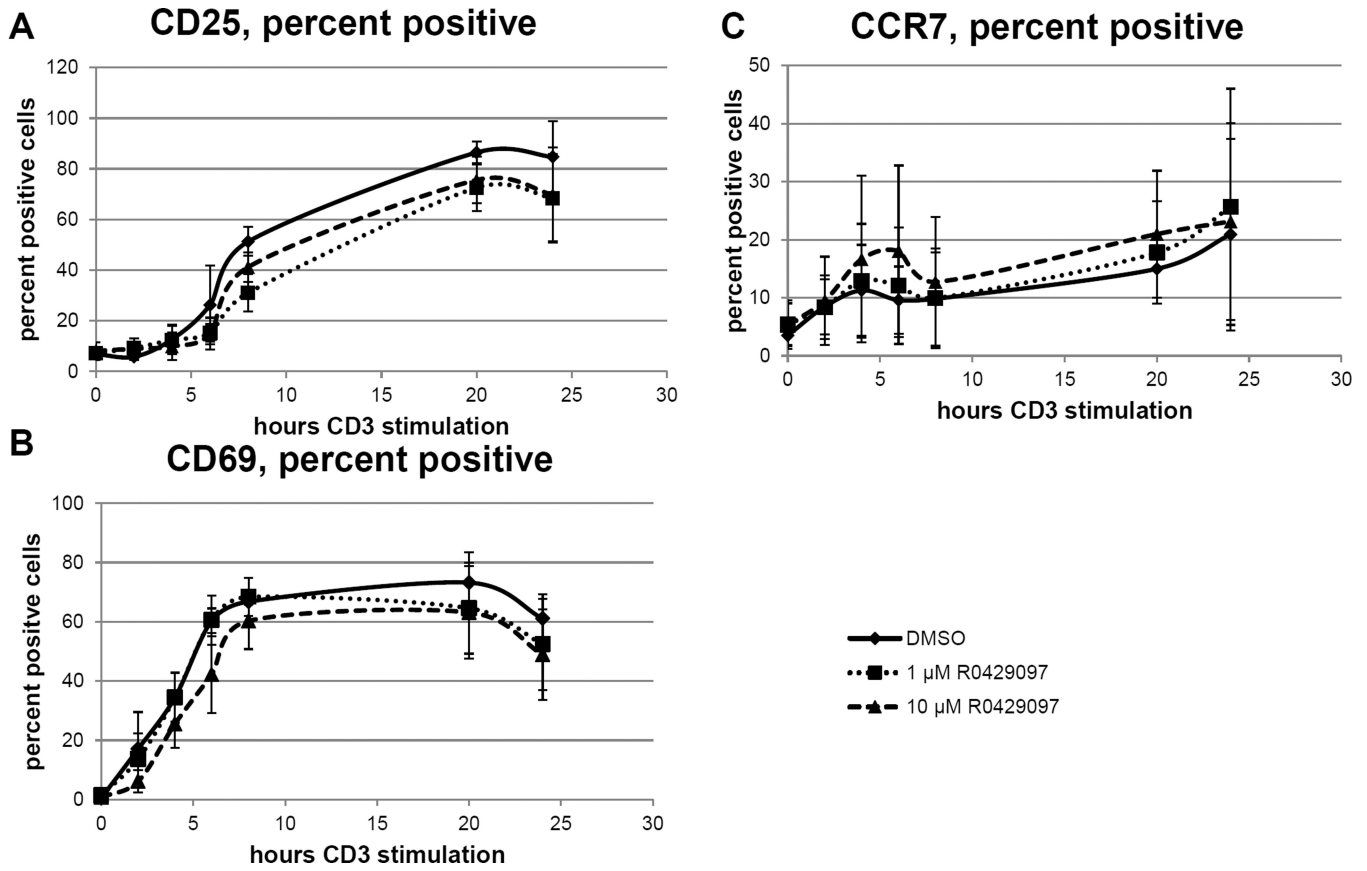 A
CD25, percent positive
percent positive cells
120
100
80
60
40
20
0
0 5 10 15 20 25 30
hours CD3 stimulation
B
CD69, percent positive
percent positve cells
100
80
60
40
20
0
0 5 10 15 20 25 30
hours CD3 stimulation
C
CCR7, percent positive
percent positive cells
50
40
30
20
10
0
0 5 10 15 20 25 30
hours CD3 stimulation
DMSO
1 µM R0429097
10 µM R0429097